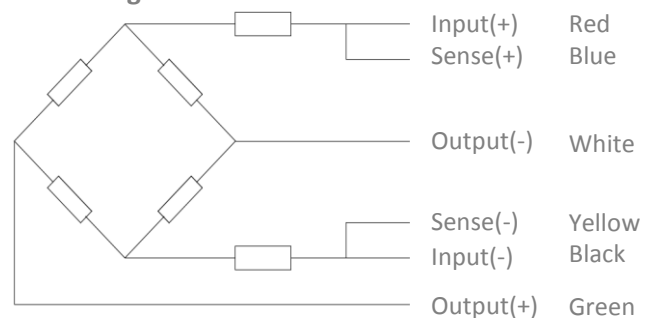 Input(+) Red
Sense(+) Blue
Output(-) White
Sense(-) Yellow
Input(-) Black
Output(+) Green